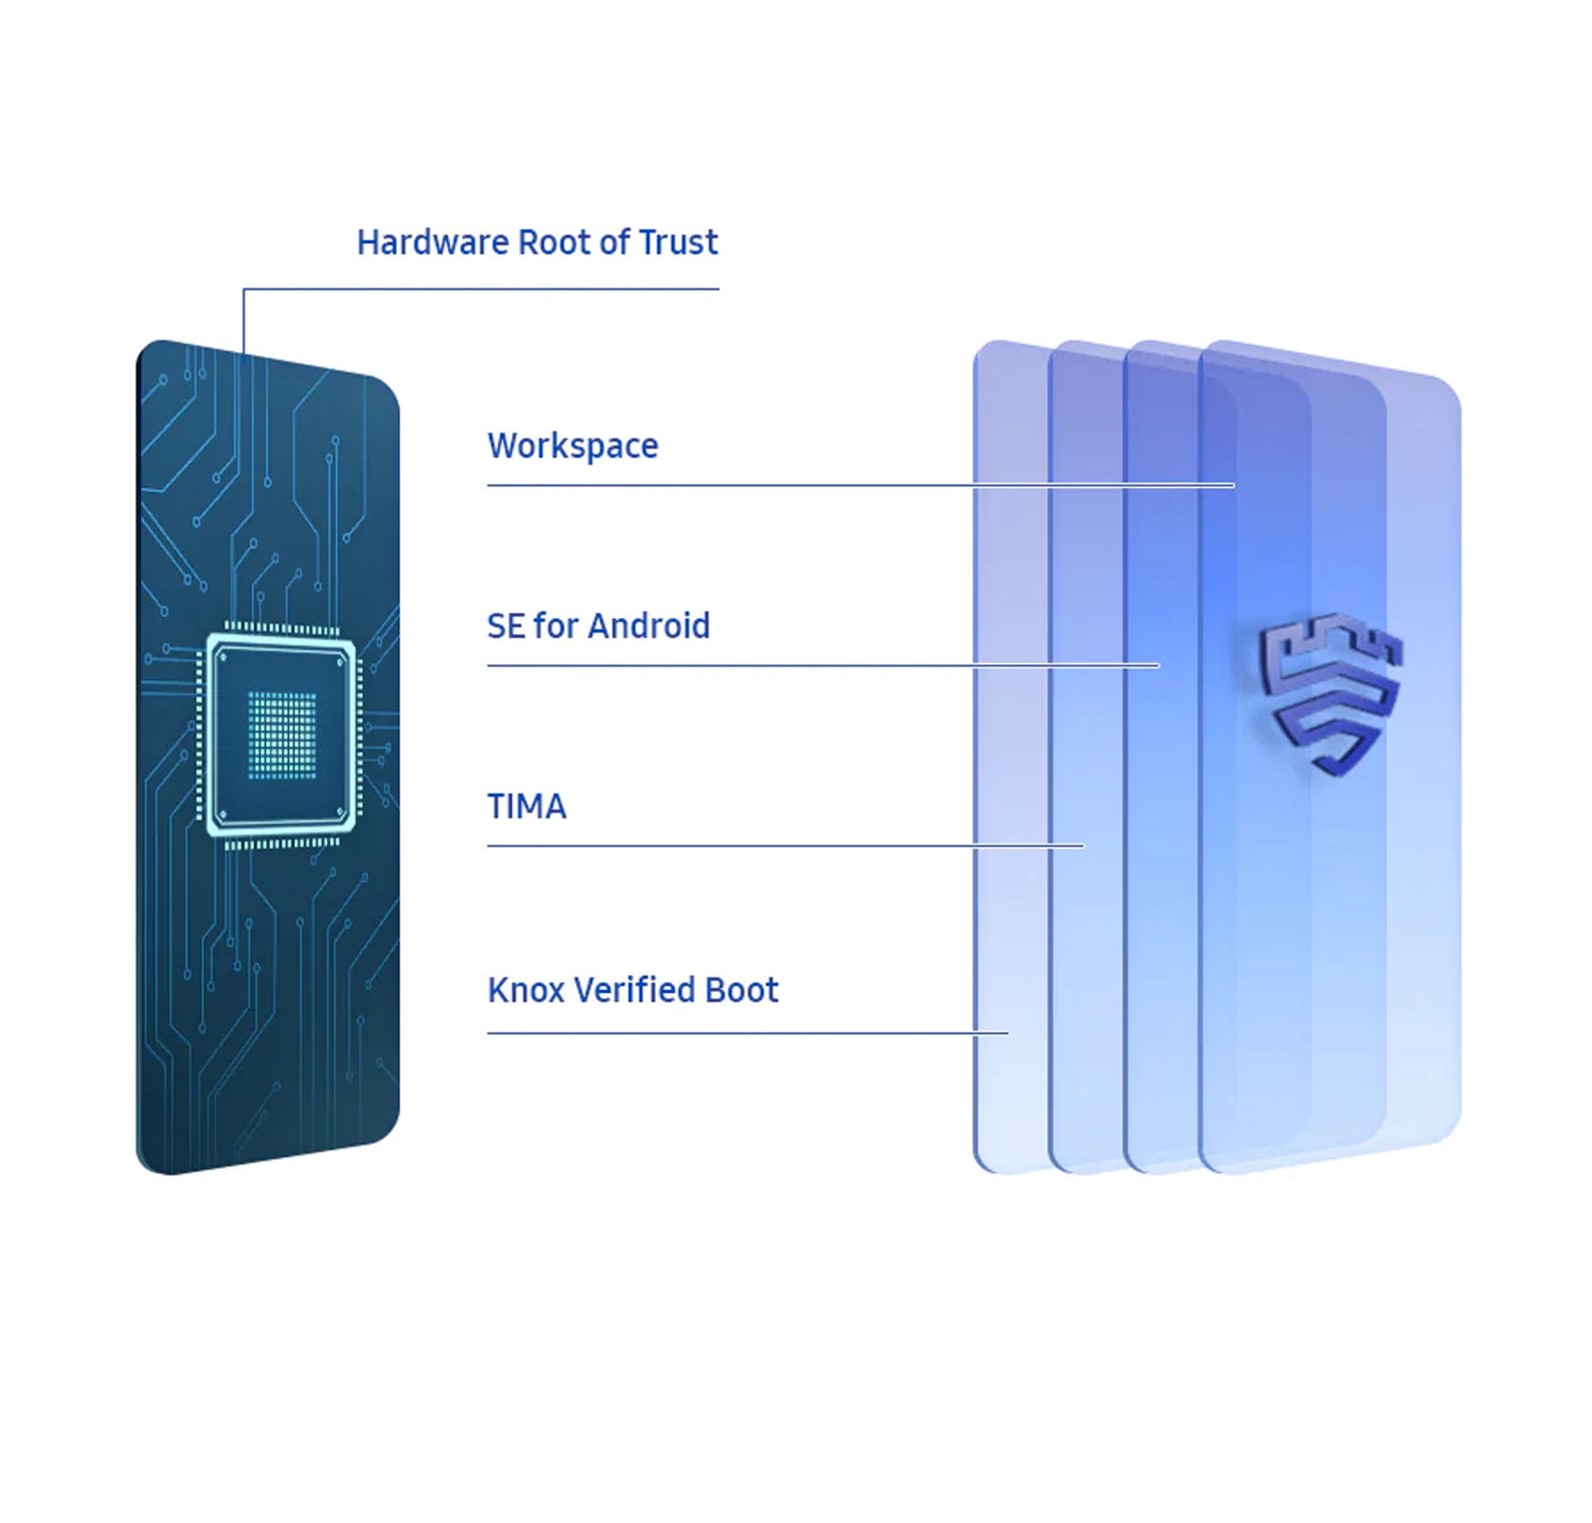 Hardware Root of Trust
Workspace
SE for Android
TIMA
Knox Verified Boot